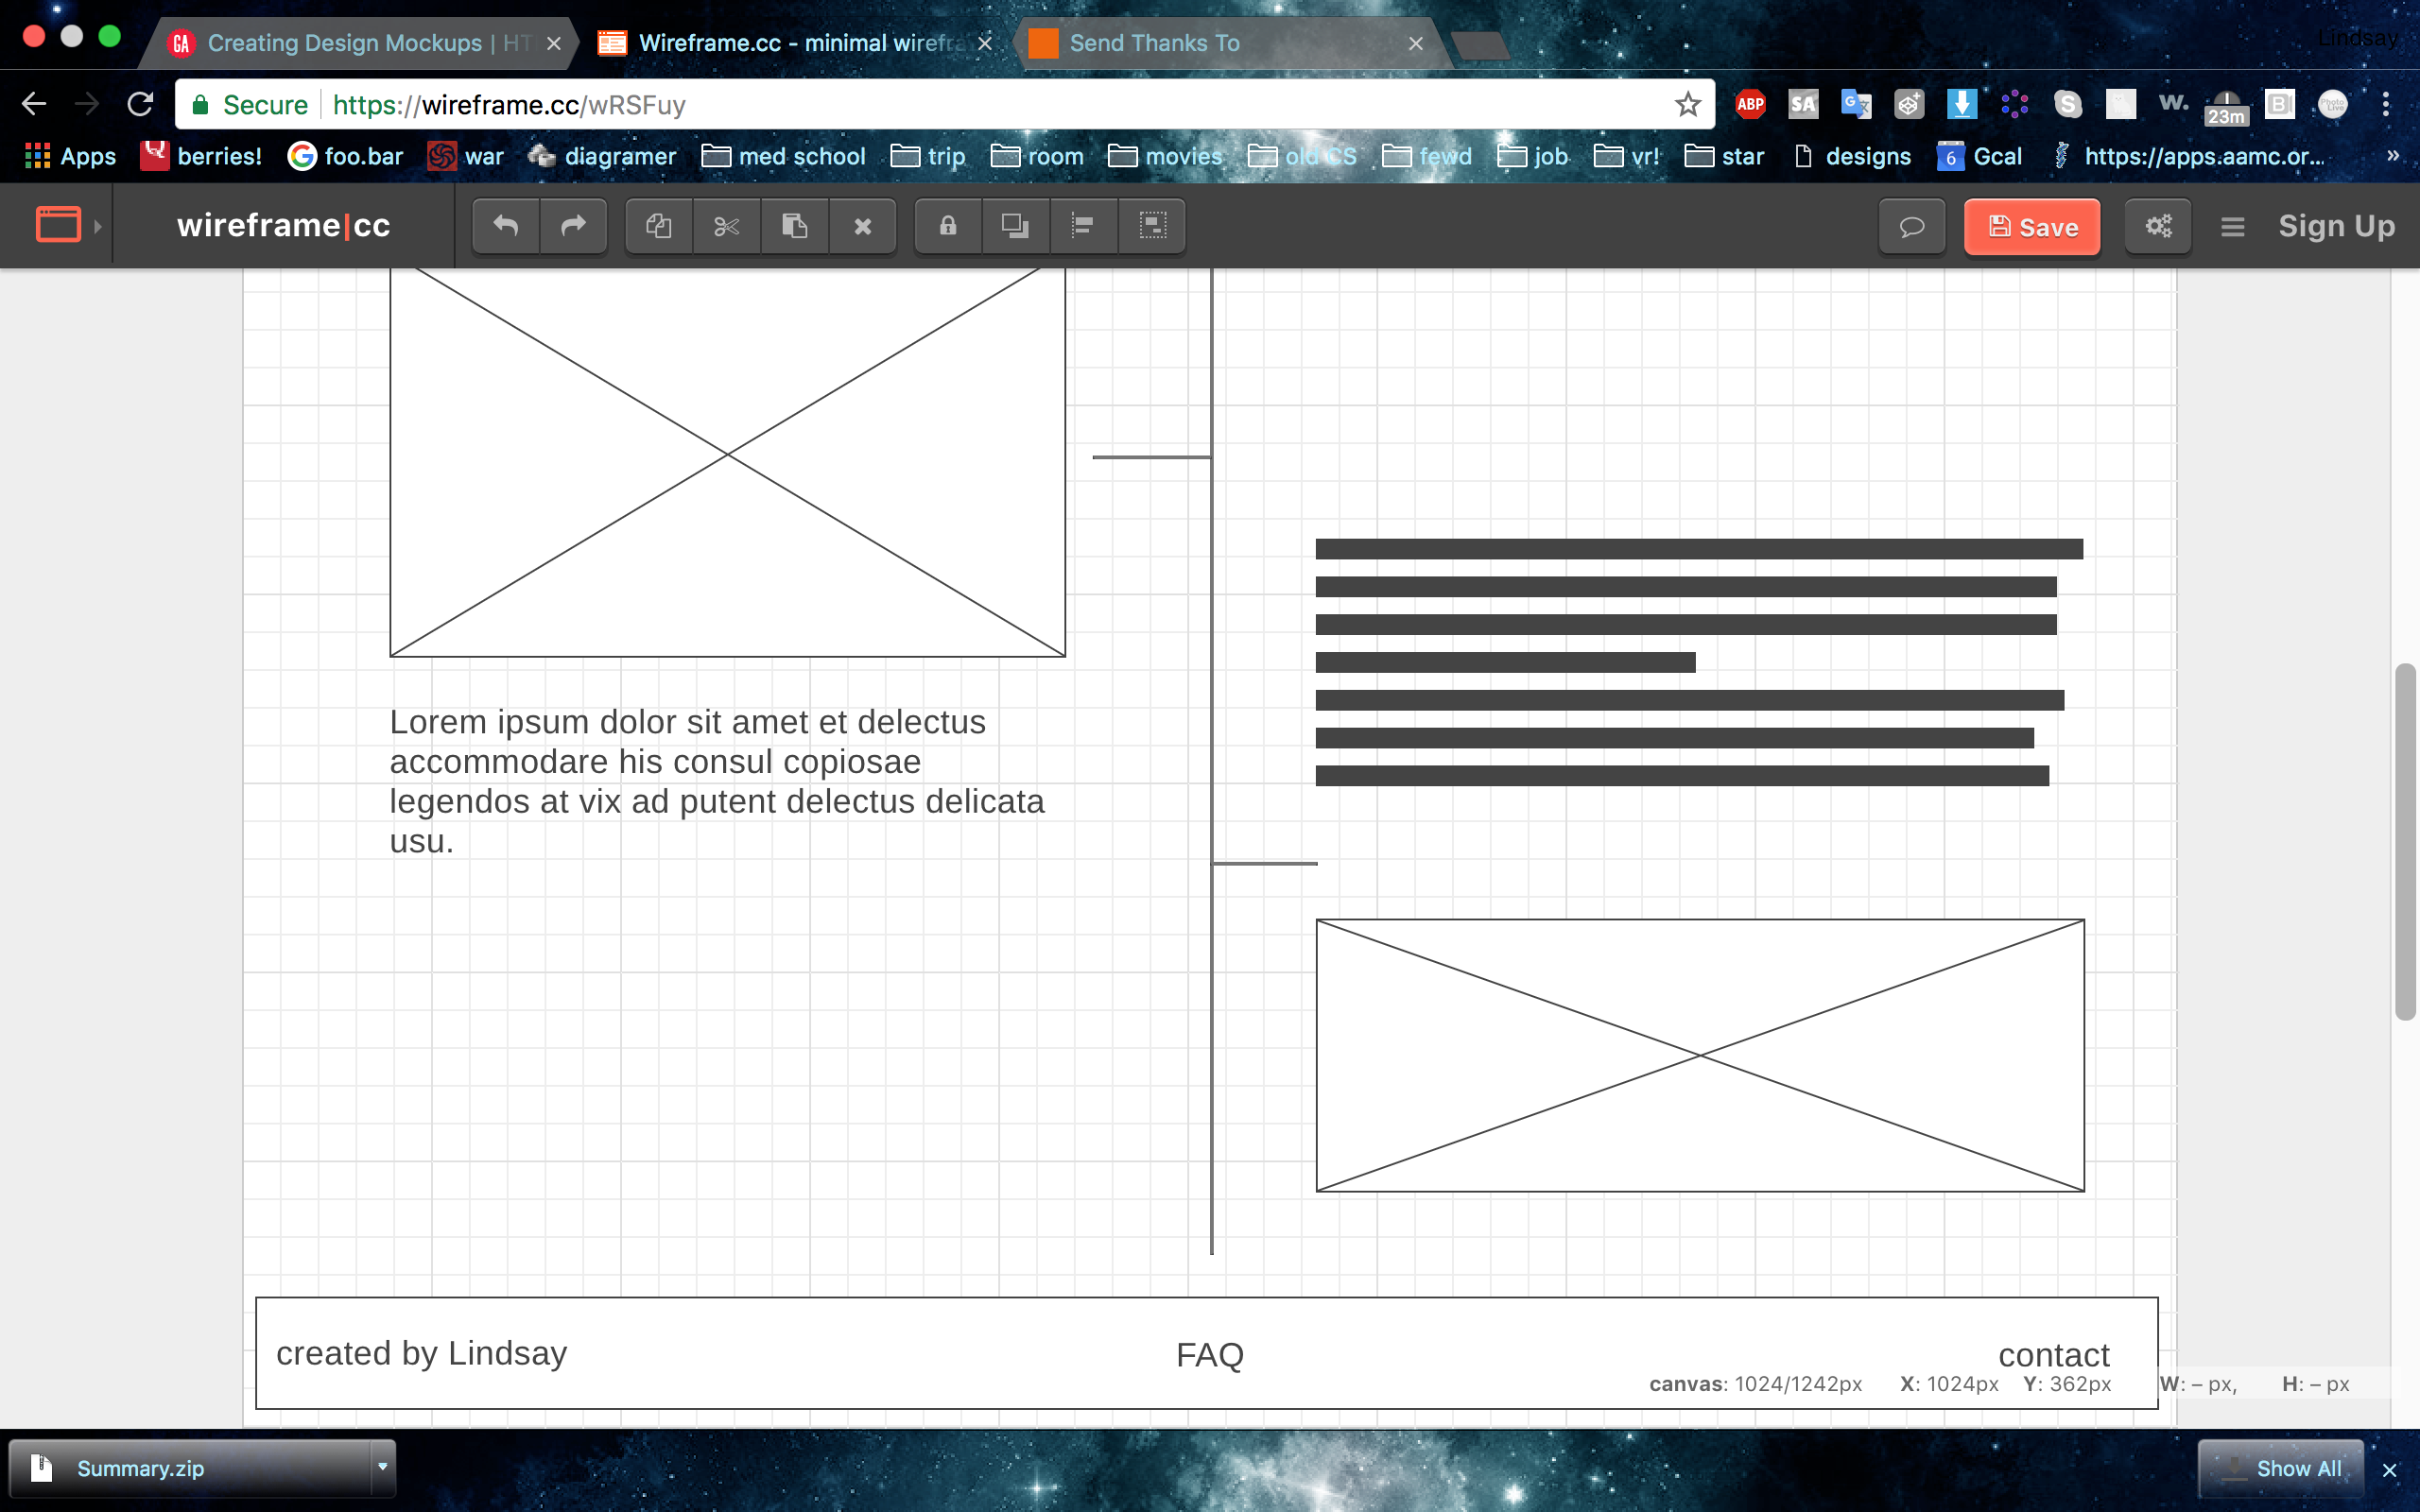 Creating Design Mockups | HT
Wireframe.cc - minimal wirefra
Send Thanks To
Lindsay
Secure
https://wireframe.cc/wRSFuy
ABP
SA
W.
23m
Apps
berries!
foo.bar
war
diagramer
med school
trip
room
movies
old CS
fewd
job
vr!
star
designs
6
Gcal
https://apps.aamc.or...
»
wireframe|cc
Save
Sign Up
Lorem ipsum dolor sit amet et delectus
accommodare his consul copiosae
legendos at vix ad putent delectus delicata
usu.
created by Lindsay
FAQ
contact
canvas: 1024/1242px X: 1024px Y: 362px W: – px, H: – px
Summary.zip
Show All